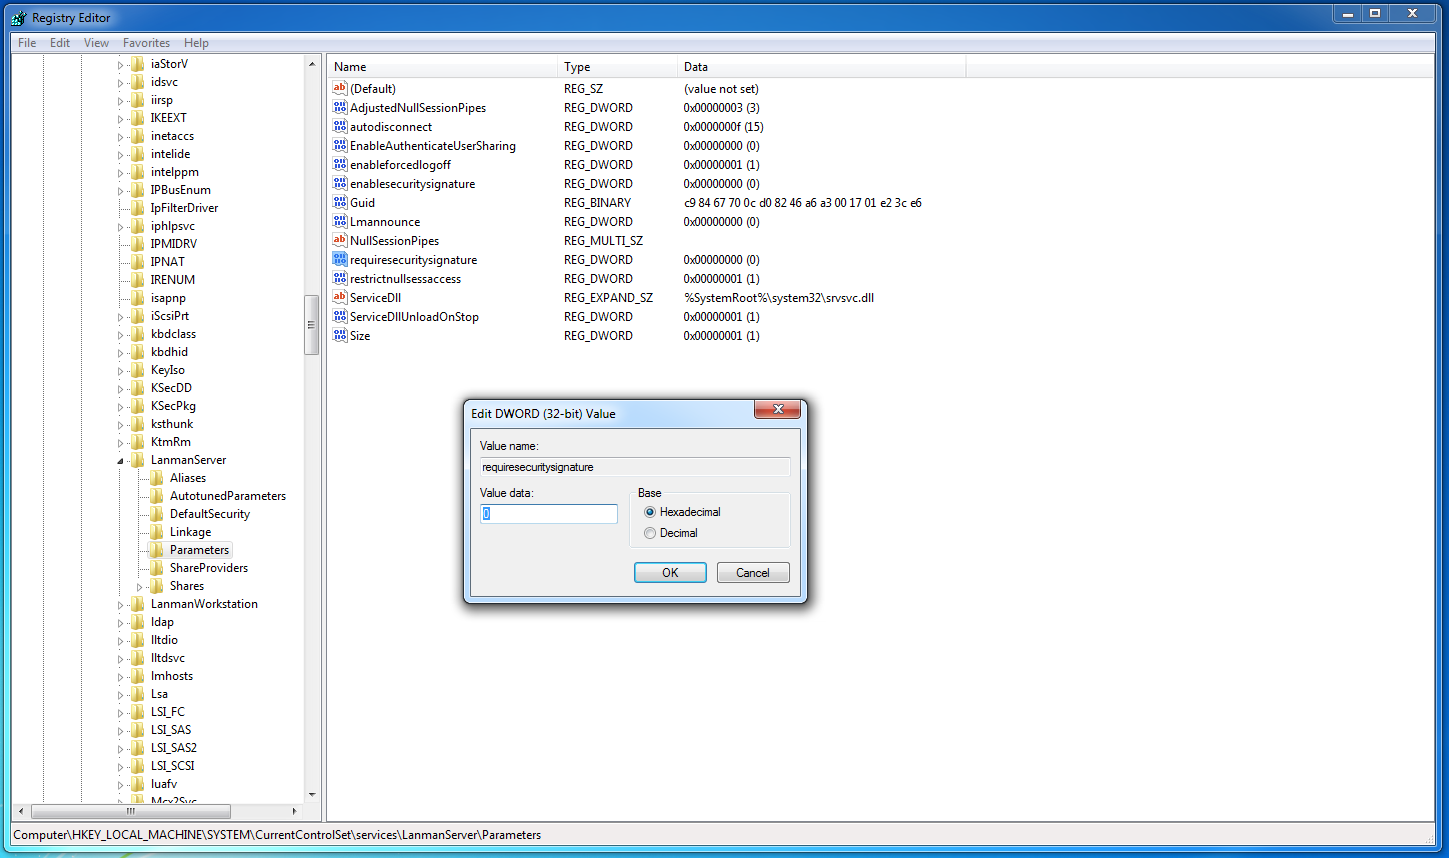 Registry Editor
File Edit View Favorites Help
iaStorV
idsvc
iirsp
IKEEXT
inetaccs
intelide
intelppm
IPBusEnum
IpFilterDriver
iphlpsvc
IPMIDRV
IPNAT
IRENUM
isapnp
iScsiPrt
kbdclass
kbdhid
KeyIso
KSecDD
KSecPkg
ksthunk
KtmRm
LanmanServer
Aliases
AutotunedParameters
DefaultSecurity
Linkage
Parameters
ShareProviders
Shares
LanmanWorkstation
ldap
lltdio
lltdsvc
lmhosts
Lsa
LSI_FC
LSI_SAS
LSI_SAS2
LSI_SCSI
luafv
Mcx2Svc
Name Type Data
(Default) REG_SZ (value not set)
AdjustedNullSessionPipes REG_DWORD 0x00000003 (3)
autodisconnect REG_DWORD 0x0000000f (15)
EnableAuthenticateUserSharing REG_DWORD 0x00000000 (0)
enableforcedlogoff REG_DWORD 0x00000001 (1)
enablesecuritysignature REG_DWORD 0x00000000 (0)
Guid REG_BINARY c9 84 67 70 0c d0 82 46 a6 a3 00 17 01 e2 3c e6
Lmannounce REG_DWORD 0x00000000 (0)
NullSessionPipes REG_MULTI_SZ
requiresecuritysignature REG_DWORD 0x00000000 (0)
restrictnullsessaccess REG_DWORD 0x00000001 (1)
ServiceDll REG_EXPAND_SZ %SystemRoot%\system32\srvsvc.dll
ServiceDllUnloadOnStop REG_DWORD 0x00000001 (1)
Size REG_DWORD 0x00000001 (1)
Edit DWORD (32-bit) Value
Value name:
requiresecuritysignature
Value data:
0
Base
Hexadecimal
Decimal
OK Cancel
Computer\HKEY_LOCAL_MACHINE\SYSTEM\CurrentControlSet\services\LanmanServer\Parameters